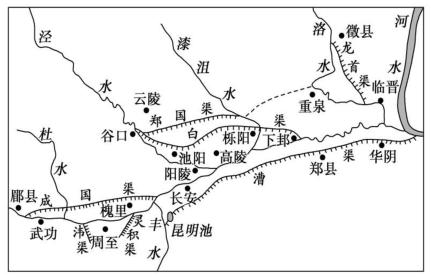 泾水
漆沮水
洛水
河水
徵县
龙首渠
临晋
重泉
云陵
郑国渠
白渠
谷口
栎阳
下邽
池阳
高陵
阳陵
郑县
华阴
漕渠
长安
杜水
郿县
成国渠
槐里
武功
沣渠
周至
灵积渠
丰水
昆明池